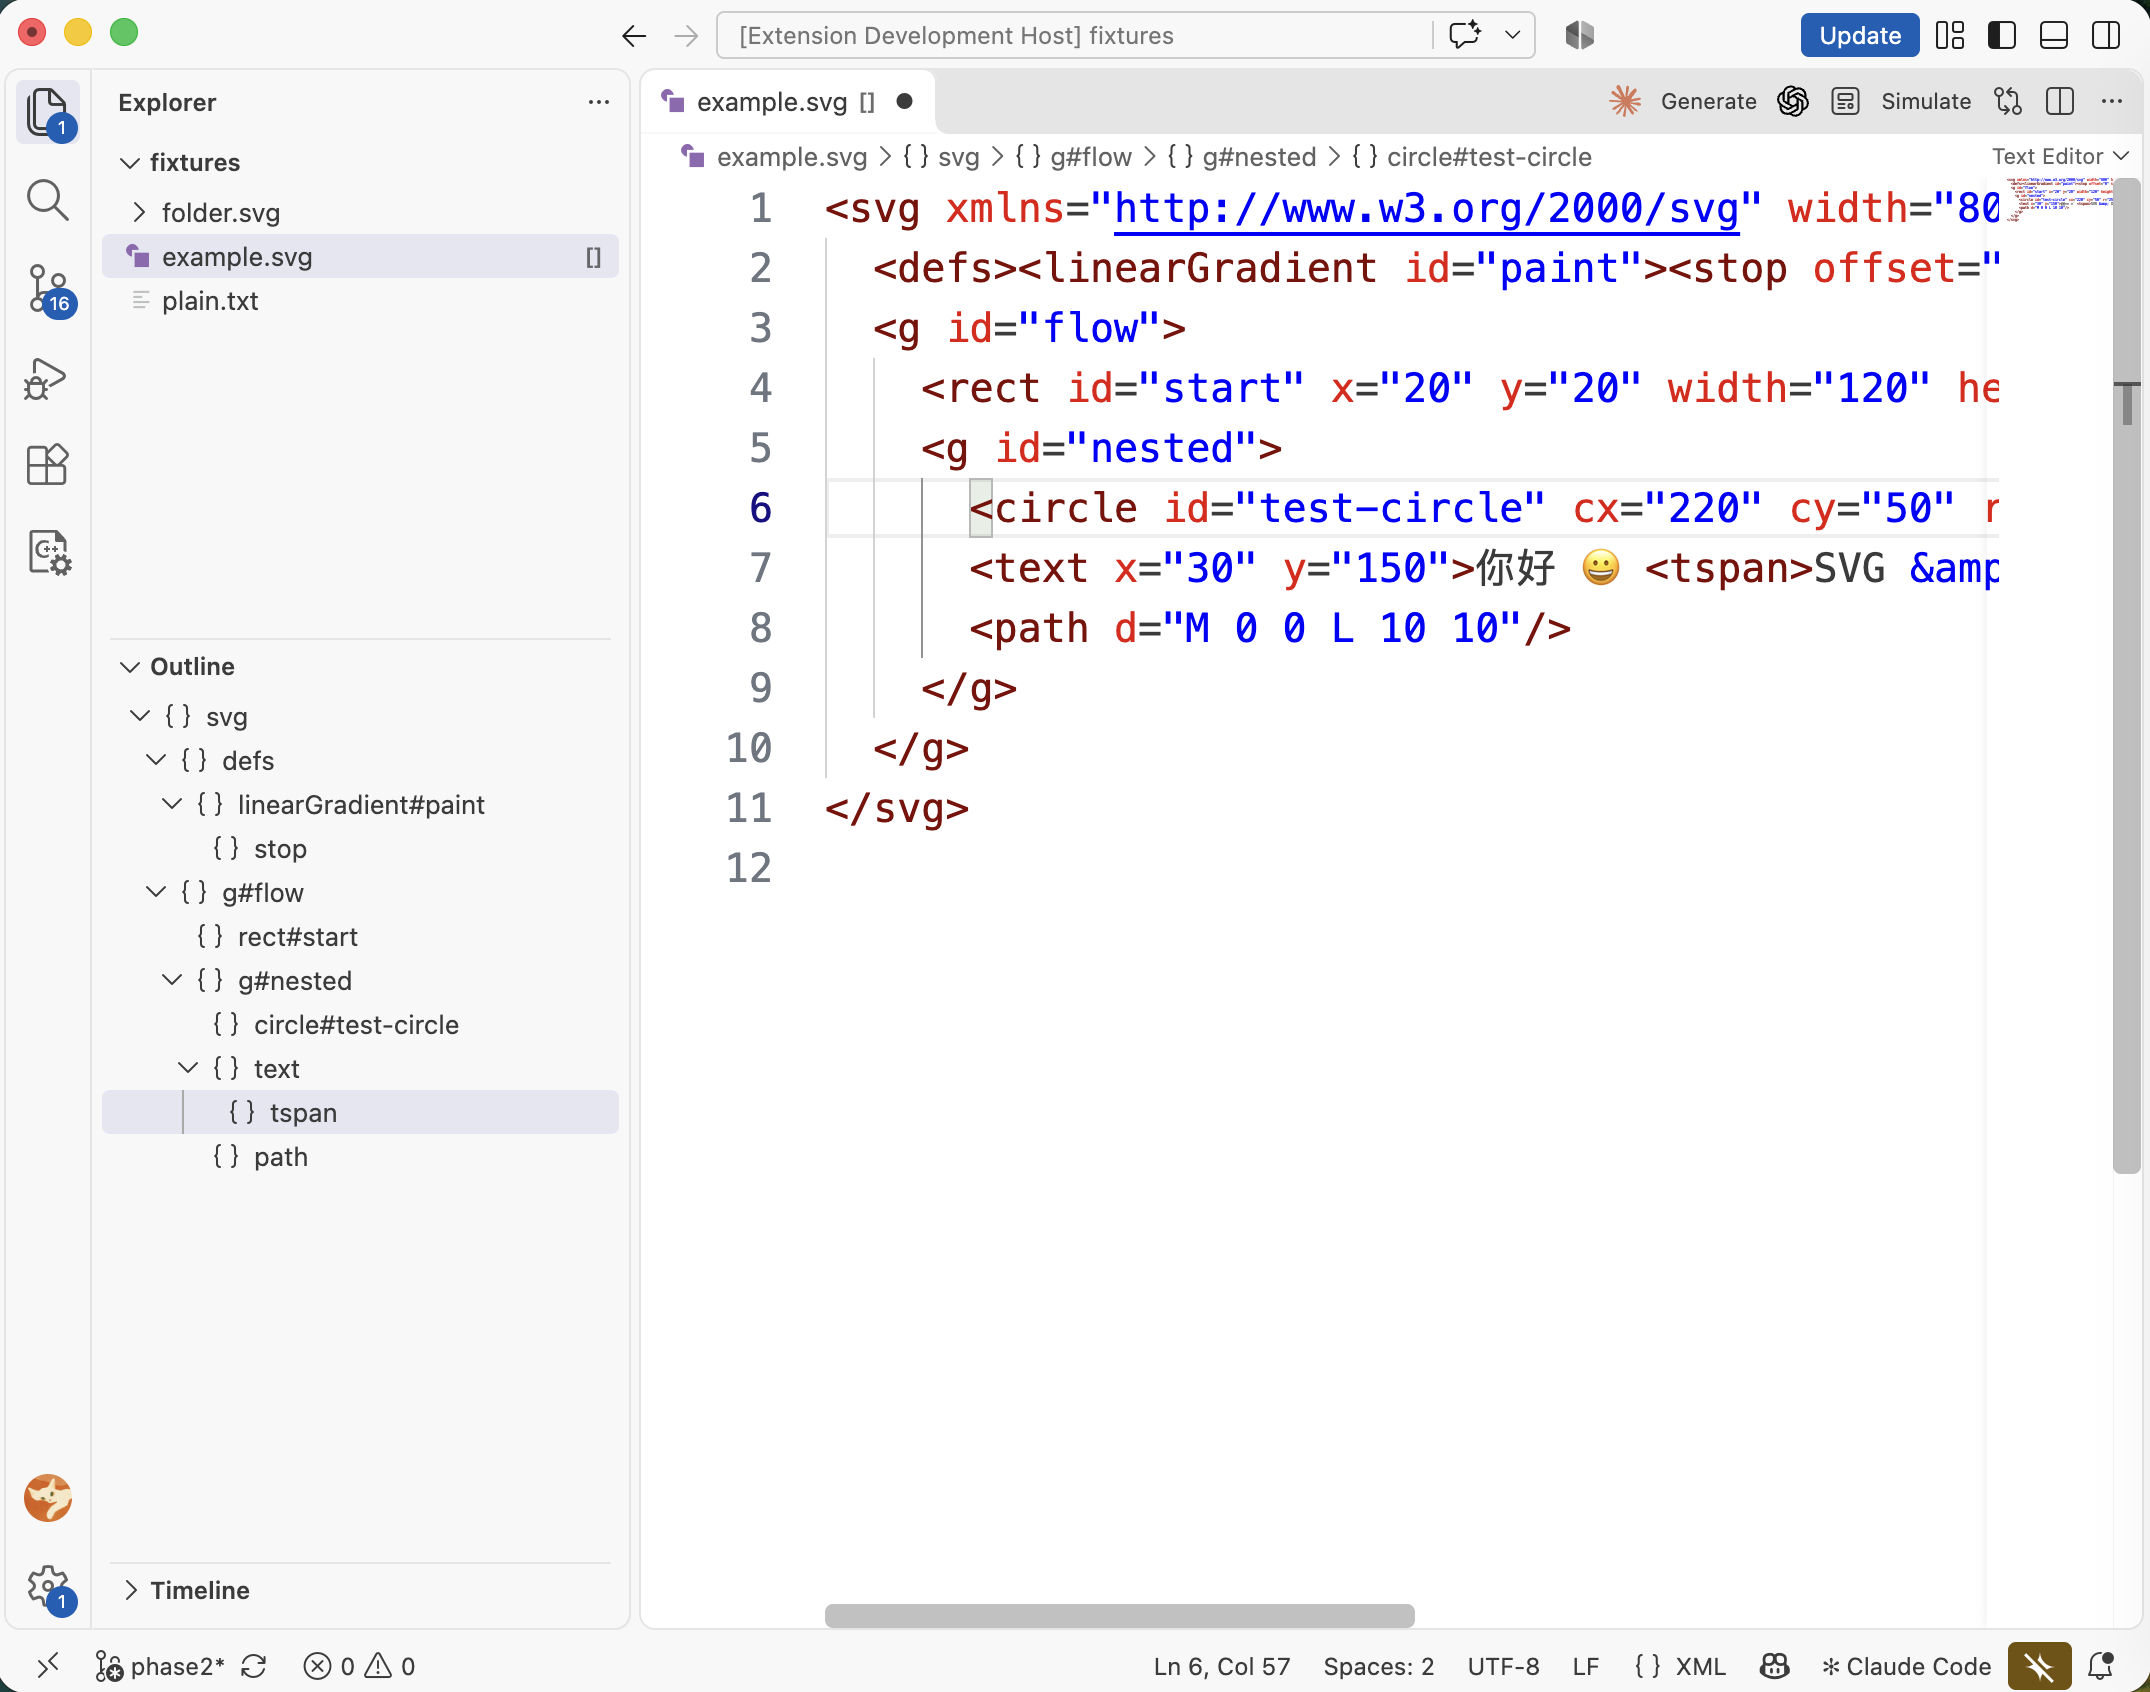 [Extension Development Host] fixtures
Update
Explorer
1
fixtures
folder.svg
example.svg []
plain.txt
16
Outline
{} svg
{} defs
{} linearGradient#paint
{} stop
{} g#flow
{} rect#start
{} g#nested
{} circle#test-circle
{} text
{} tspan
{} path
Timeline
1
example.svg []
Generate
Simulate
example.svg > {} svg > {} g#flow > {} g#nested > {} circle#test-circle
Text Editor
1 <svg xmlns="http://www.w3.org/2000/svg" width="80
2 <defs><linearGradient id="paint"><stop offset="
3 <g id="flow">
4 <rect id="start" x="20" y="20" width="120" he
5 <g id="nested">
6 <circle id="test-circle" cx="220" cy="50" r
7 <text x="30" y="150">你好 😀 <tspan>SVG &amp
8 <path d="M 0 0 L 10 10"/>
9 </g>
10 </g>
11 </svg>
12
phase2* 0 0 Ln 6, Col 57 Spaces: 2 UTF-8 LF {} XML Claude Code